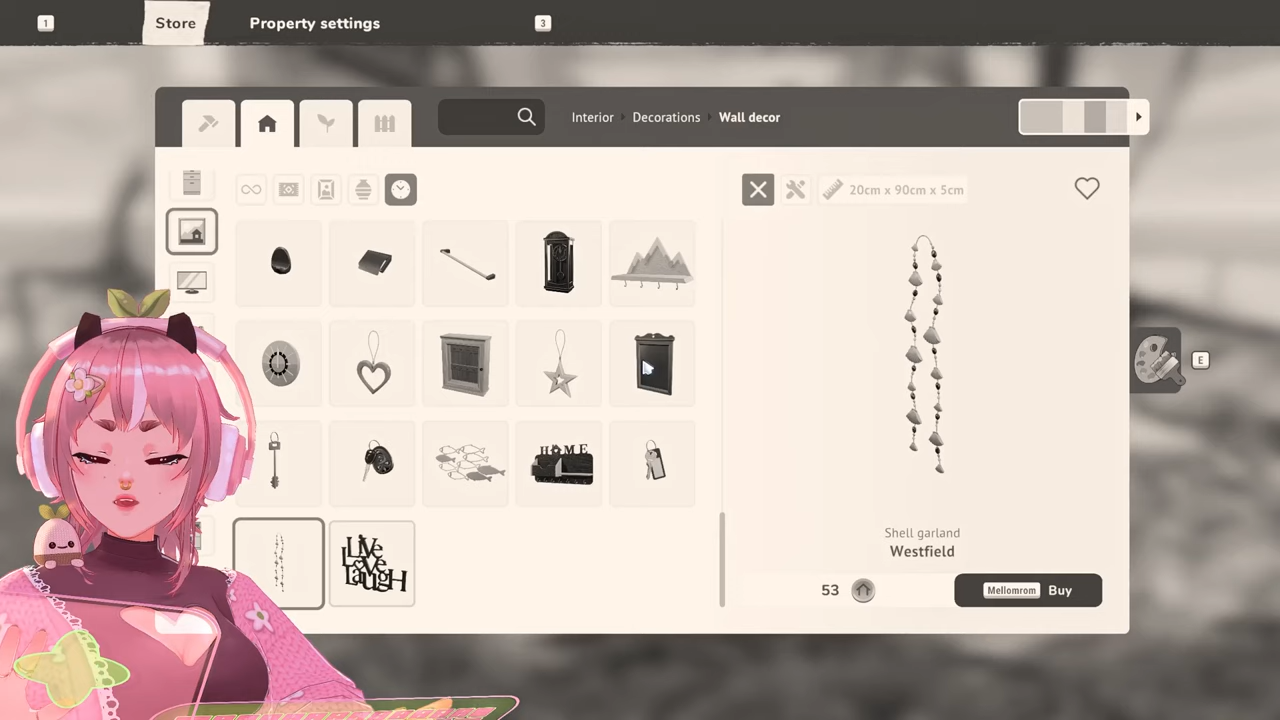 1
Store
Property settings
3
Interior
Decorations
Wall decor
20cm x 90cm x 5cm
E
HOME
Live
Love
Laugh
Shell garland
Westfield
53
Mellomrom
Buy